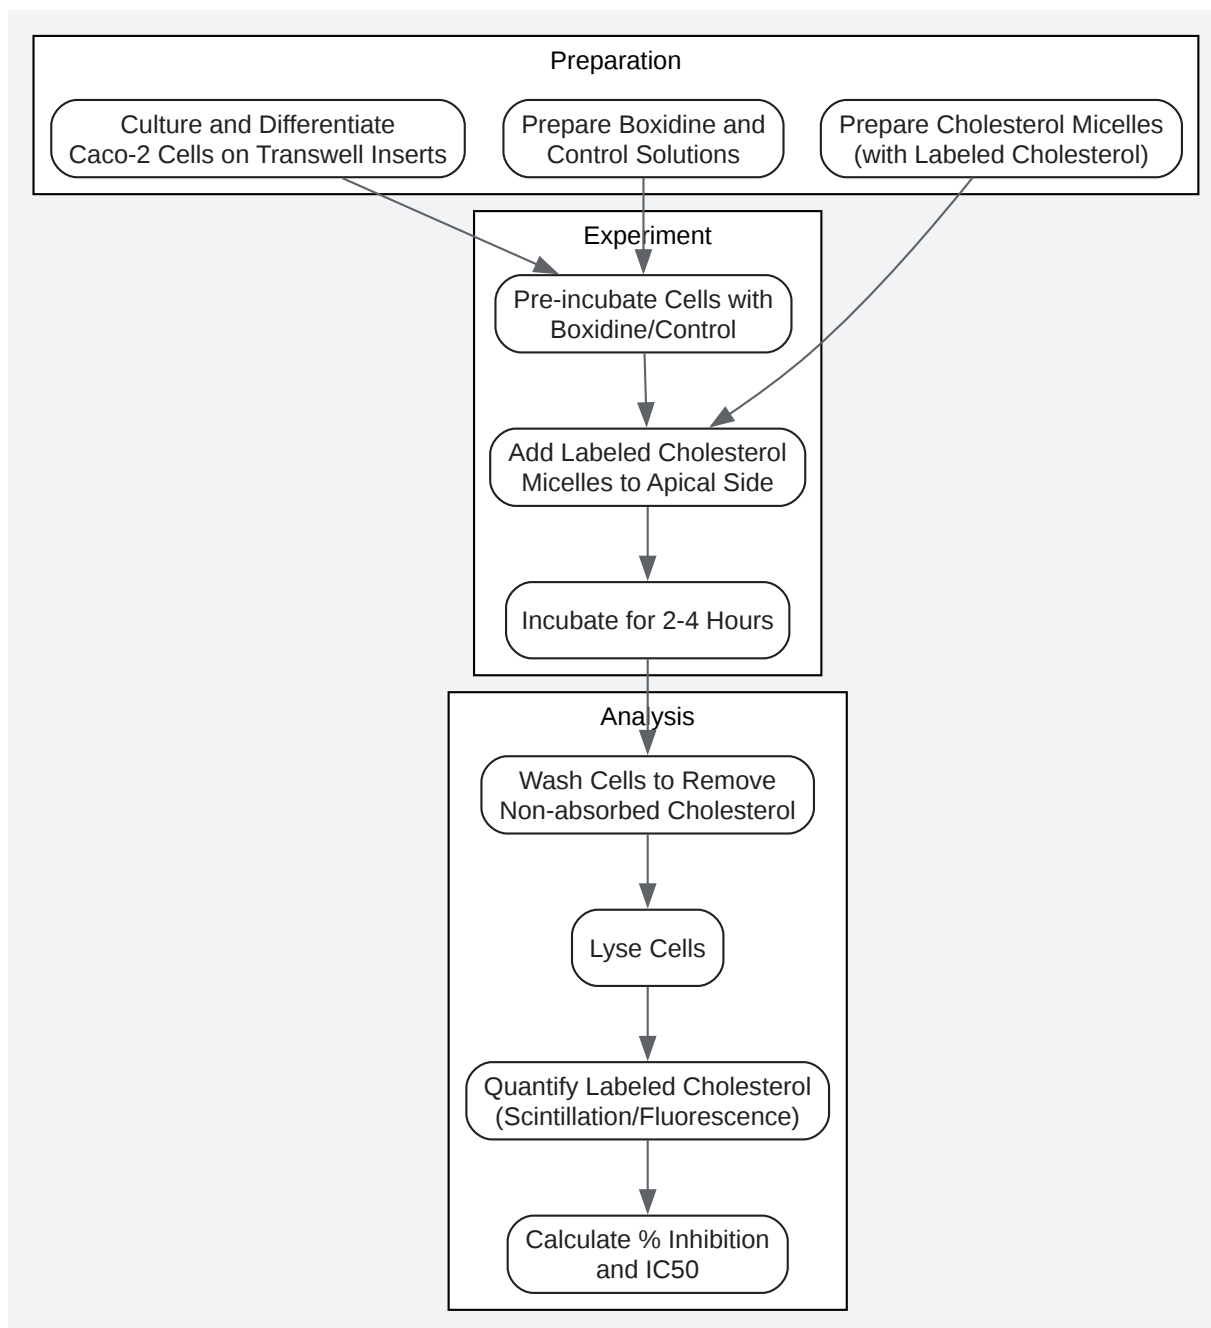 Preparation
Culture and Differentiate
Caco-2 Cells on Transwell Inserts
Prepare Boxidine and
Control Solutions
Prepare Cholesterol Micelles
(with Labeled Cholesterol)
Experiment
Pre-incubate Cells with
Boxidine/Control
Add Labeled Cholesterol
Micelles to Apical Side
Incubate for 2-4 Hours
Analysis
Wash Cells to Remove
Non-absorbed Cholesterol
Lyse Cells
Quantify Labeled Cholesterol
(Scintillation/Fluorescence)
Calculate % Inhibition
and IC50